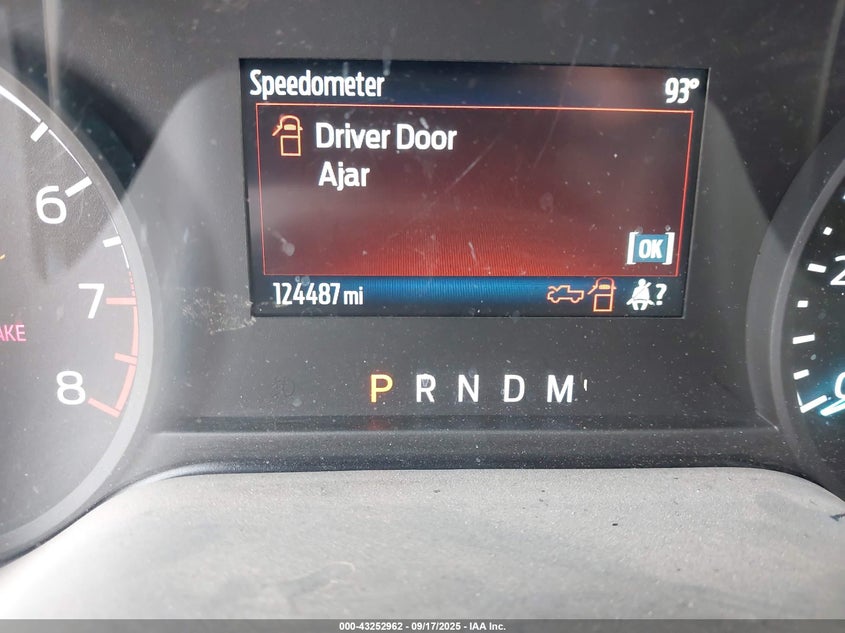 Speedometer 93°
Driver Door
Ajar
[OK]
6
124487 mi ?
7
AKE
8
P R N D M
000-43252962 - 09/17/2025 - IAA Inc.